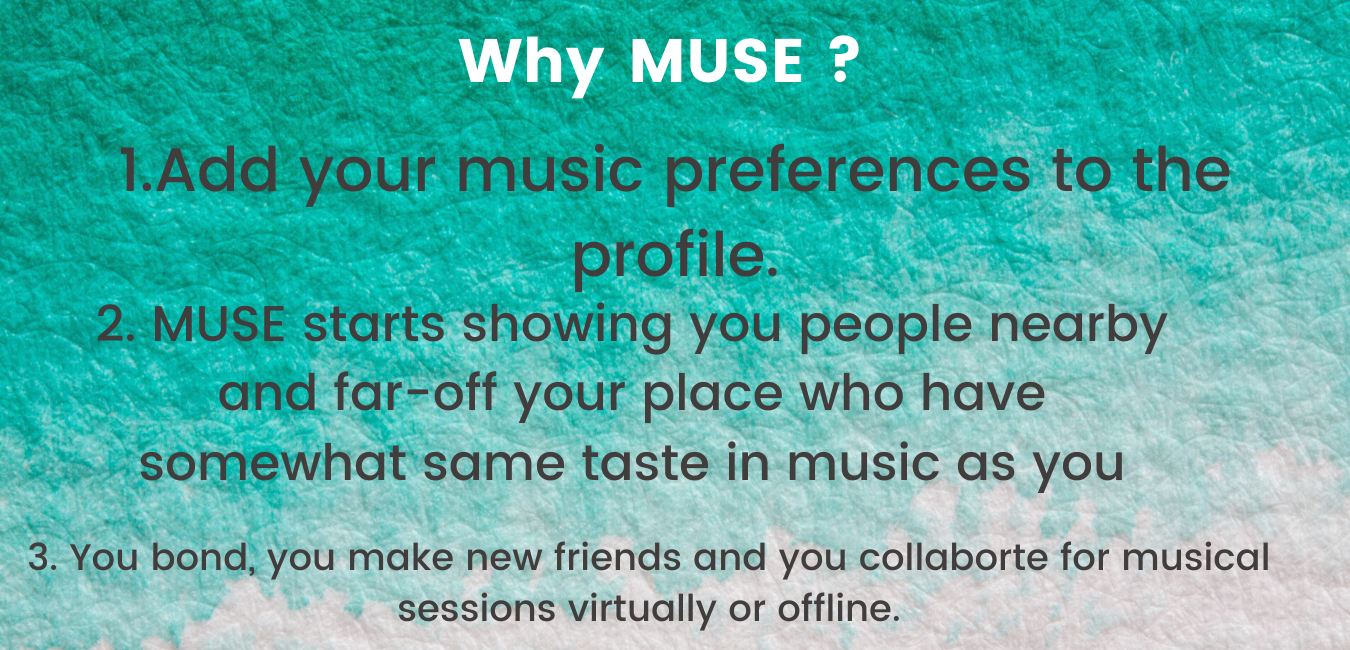 Why MUSE ?
1.Add your music preferences to the
profile.
2. MUSE starts showing you people nearby
and far-off your place who have
somewhat same taste in music as you
3. You bond, you make new friends and you collaborte for musical
sessions virtually or offline.